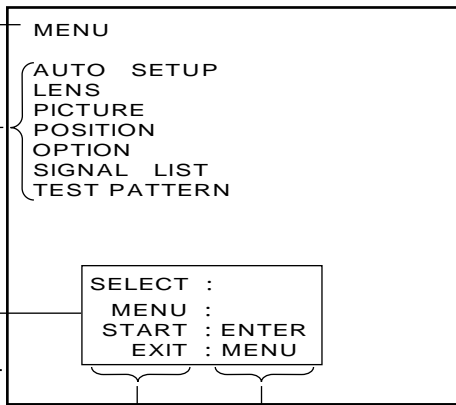 MENU
AUTO SETUP
LENS
PICTURE
POSITION
OPTION
SIGNAL LIST
TEST PATTERN
SELECT :
MENU :
START : ENTER
EXIT : MENU